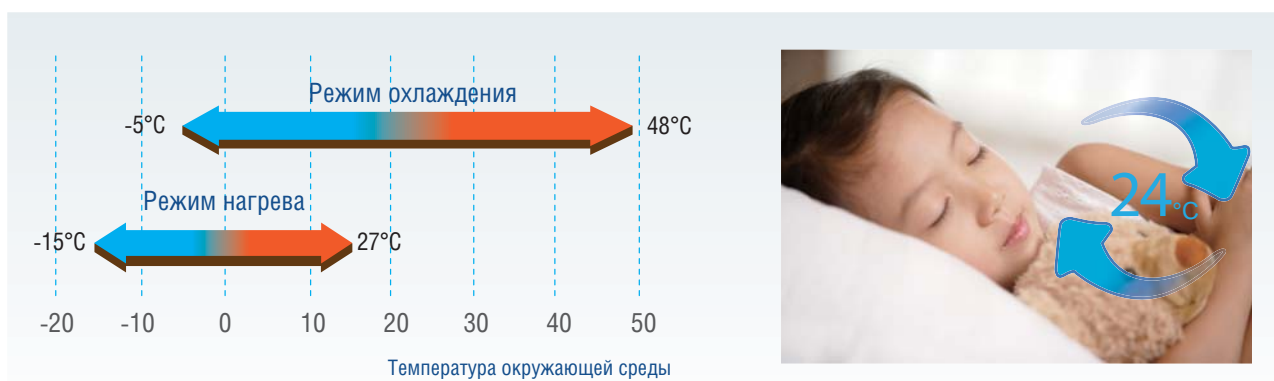 Режим охлаждения
-5°C
48°C
Режим нагрева
-15°C
27°C
-20 -10 0 10 20 30 40 50
Температура окружающей среды
24°C